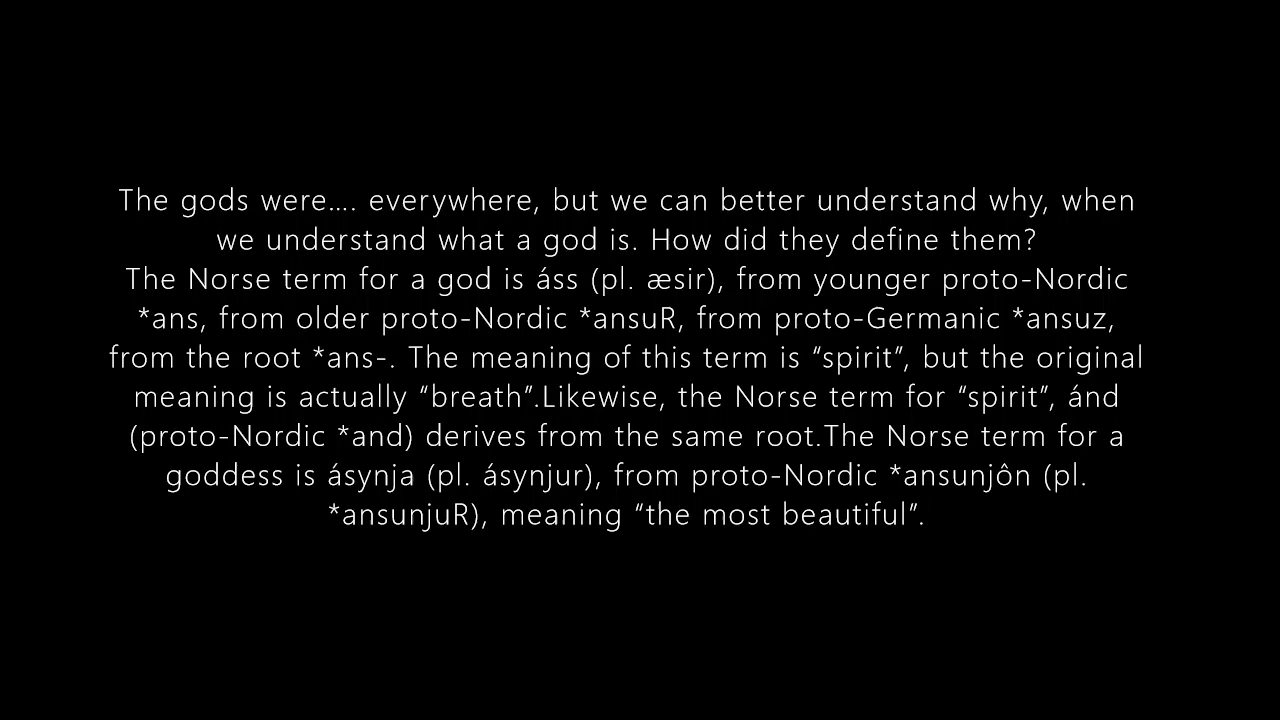 The gods were…. everywhere, but we can better understand why, when
we understand what a god is. How did they define them?
The Norse term for a god is áss (pl. æsir), from younger proto-Nordic
*ans, from older proto-Nordic *ansuR, from proto-Germanic *ansuz,
from the root *ans-. The meaning of this term is “spirit”, but the original
meaning is actually “breath”.Likewise, the Norse term for “spirit”, ánd
(proto-Nordic *and) derives from the same root.The Norse term for a
goddess is ásynja (pl. ásynjur), from proto-Nordic *ansunjôn (pl.
*ansunjuR), meaning “the most beautiful”.